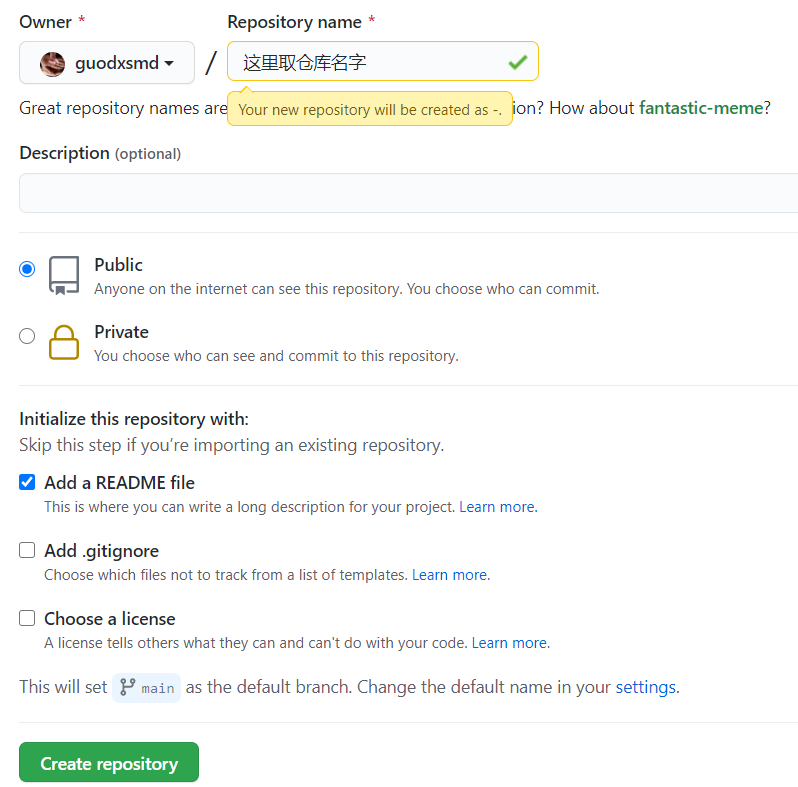 Owner * Repository name *
guodxsmd / 这里取仓库名字
Great repository names are
Your new repository will be created as -.
ion? How about fantastic-meme?
Description (optional)
Public
Anyone on the internet can see this repository. You choose who can commit.
Private
You choose who can see and commit to this repository.
Initialize this repository with:
Skip this step if you’re importing an existing repository.
Add a README file
This is where you can write a long description for your project. Learn more.
Add .gitignore
Choose which files not to track from a list of templates. Learn more.
Choose a license
A license tells others what they can and can't do with your code. Learn more.
This will set main as the default branch. Change the default name in your settings.
Create repository